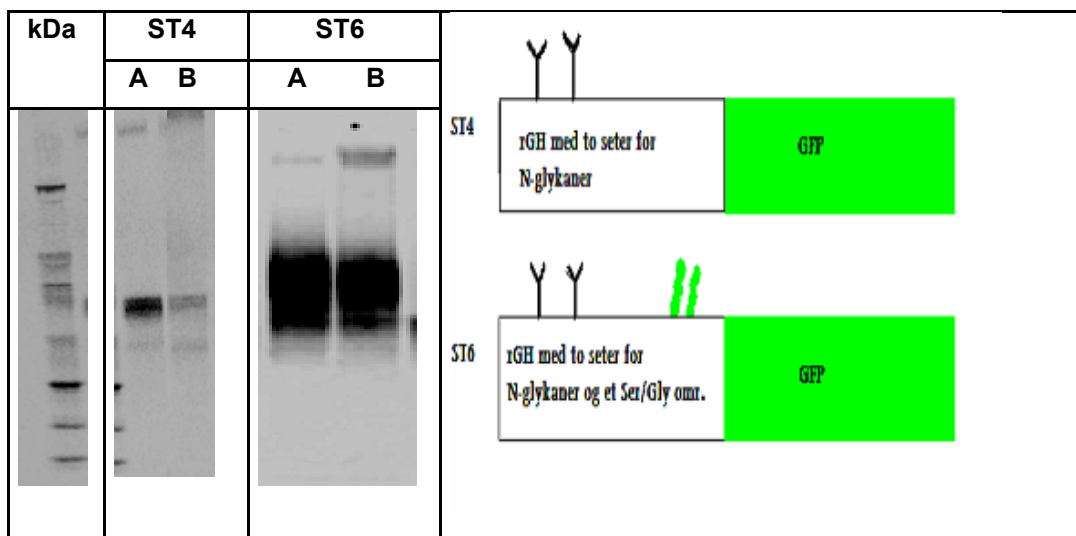 kDa ST4 ST6
A B A B
ST4
rGH med to seter for
N-glykaner
GFP
ST6
rGH med to seter for
N-glykaner og et Ser/Gly omr.
GFP